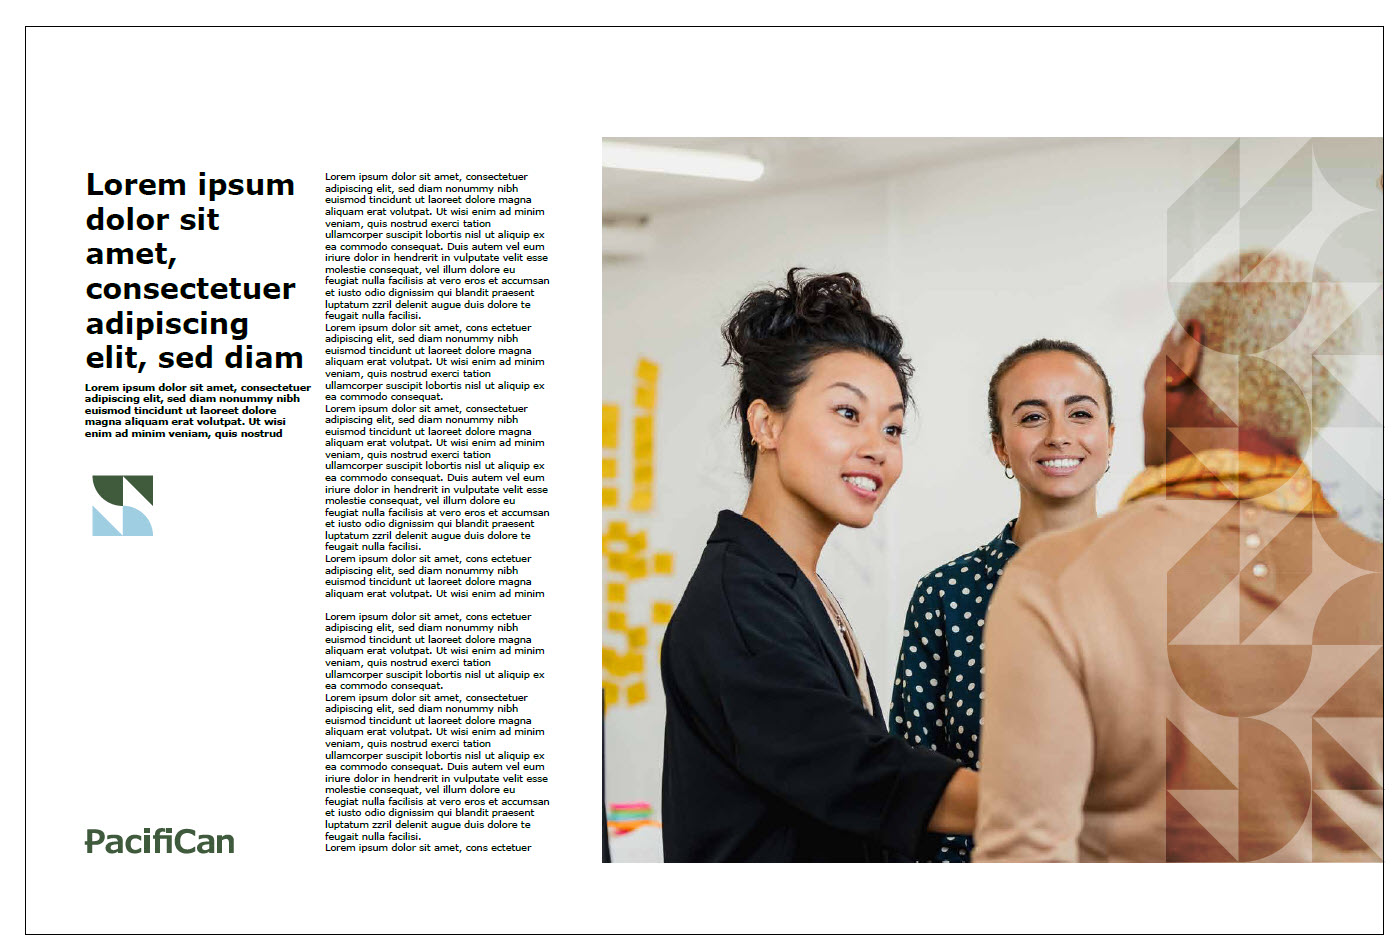 Lorem ipsum
dolor sit
amet,
consectetuer
adipiscing
elit, sed diam
Lorem ipsum dolor sit amet, consectetuer
adipiscing elit, sed diam nonummy nibh
euismod tincidunt ut laoreet dolore
magna aliquam erat volutpat. Ut wisi
enim ad minim veniam, quis nostrud
PacifiCan
Lorem ipsum dolor sit amet, consectetuer
adipiscing elit, sed diam nonummy nibh
euismod tincidunt ut laoreet dolore magna
aliquam erat volutpat. Ut wisi enim ad minim
veniam, quis nostrud exerci tation
ullamcorper suscipit lobortis nisl ut aliquip ex
ea commodo consequat. Duis autem vel eum
iriure dolor in hendrerit in vulputate velit esse
molestie consequat, vel illum dolore eu
feugiat nulla facilisis at vero eros et accumsan
et iusto odio dignissim qui blandit praesent
luptatum zzril delenit augue duis dolore te
feugait nulla facilisi.
Lorem ipsum dolor sit amet, cons ectetuer
adipiscing elit, sed diam nonummy nibh
euismod tincidunt ut laoreet dolore magna
aliquam erat volutpat. Ut wisi enim ad minim
veniam, quis nostrud exerci tation
ullamcorper suscipit lobortis nisl ut aliquip ex
ea commodo consequat.
Lorem ipsum dolor sit amet, consectetuer
adipiscing elit, sed diam nonummy nibh
euismod tincidunt ut laoreet dolore magna
aliquam erat volutpat. Ut wisi enim ad minim
veniam, quis nostrud exerci tation
ullamcorper suscipit lobortis nisl ut aliquip ex
ea commodo consequat. Duis autem vel eum
iriure dolor in hendrerit in vulputate velit esse
molestie consequat, vel illum dolore eu
feugiat nulla facilisis at vero eros et accumsan
et iusto odio dignissim qui blandit praesent
luptatum zzril delenit augue duis dolore te
feugait nulla facilisi.
Lorem ipsum dolor sit amet, cons ectetuer
adipiscing elit, sed diam nonummy nibh
euismod tincidunt ut laoreet dolore magna
aliquam erat volutpat. Ut wisi enim ad minim
Lorem ipsum dolor sit amet, cons ectetuer
adipiscing elit, sed diam nonummy nibh
euismod tincidunt ut laoreet dolore magna
aliquam erat volutpat. Ut wisi enim ad minim
veniam, quis nostrud exerci tation
ullamcorper suscipit lobortis nisl ut aliquip ex
ea commodo consequat.
Lorem ipsum dolor sit amet, consectetuer
adipiscing elit, sed diam nonummy nibh
euismod tincidunt ut laoreet dolore magna
aliquam erat volutpat. Ut wisi enim ad minim
veniam, quis nostrud exerci tation
ullamcorper suscipit lobortis nisl ut aliquip ex
ea commodo consequat. Duis autem vel eum
iriure dolor in hendrerit in vulputate velit esse
molestie consequat, vel illum dolore eu
feugiat nulla facilisis at vero eros et accumsan
et iusto odio dignissim qui blandit praesent
luptatum zzril delenit augue duis dolore te
feugait nulla facilisi.
Lorem ipsum dolor sit amet, cons ectetuer